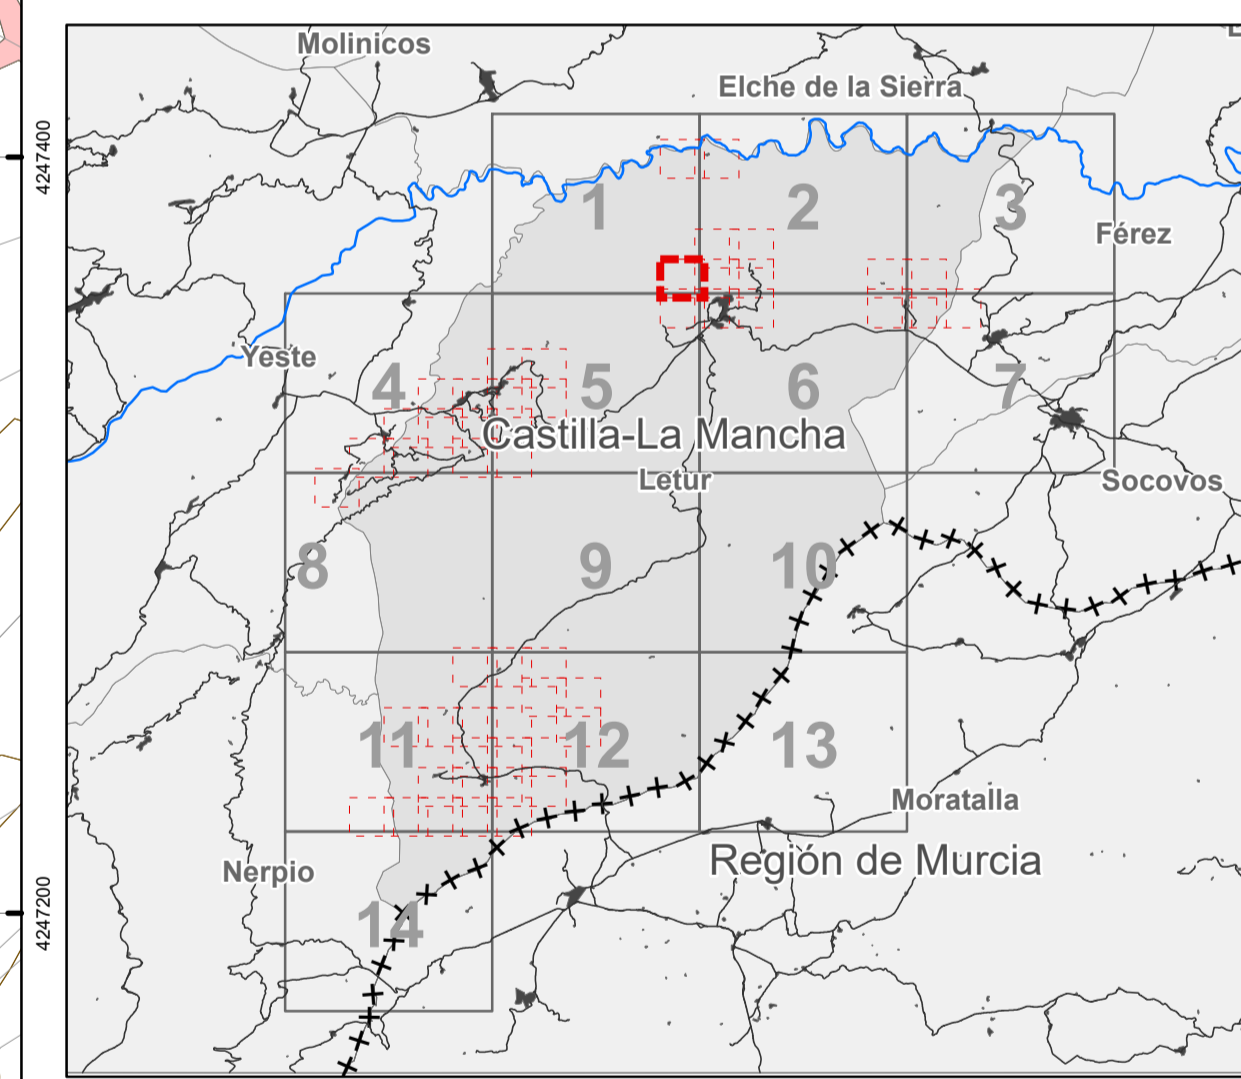 Molinicos
Elche de la Sierra
4247400
1
2
3
Férez
Yeste
4
5
6
7
Castilla-La Mancha
Letur
Socovos
8
9
10
11
12
13
Moratalla
Región de Murcia
Nerpio
14
4247200